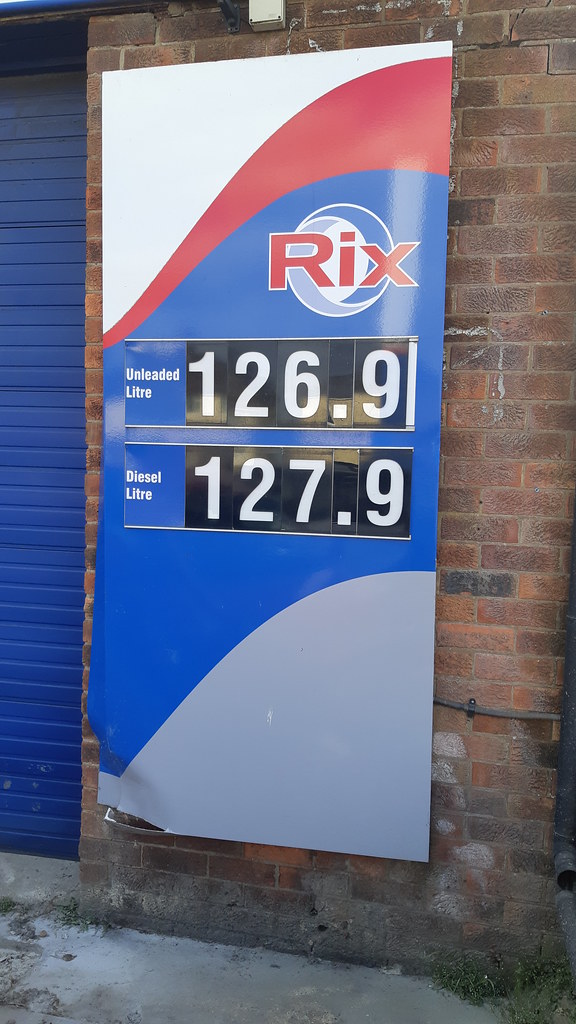 Rix
Unleaded
Litre
126.9
Diesel
Litre
127.9